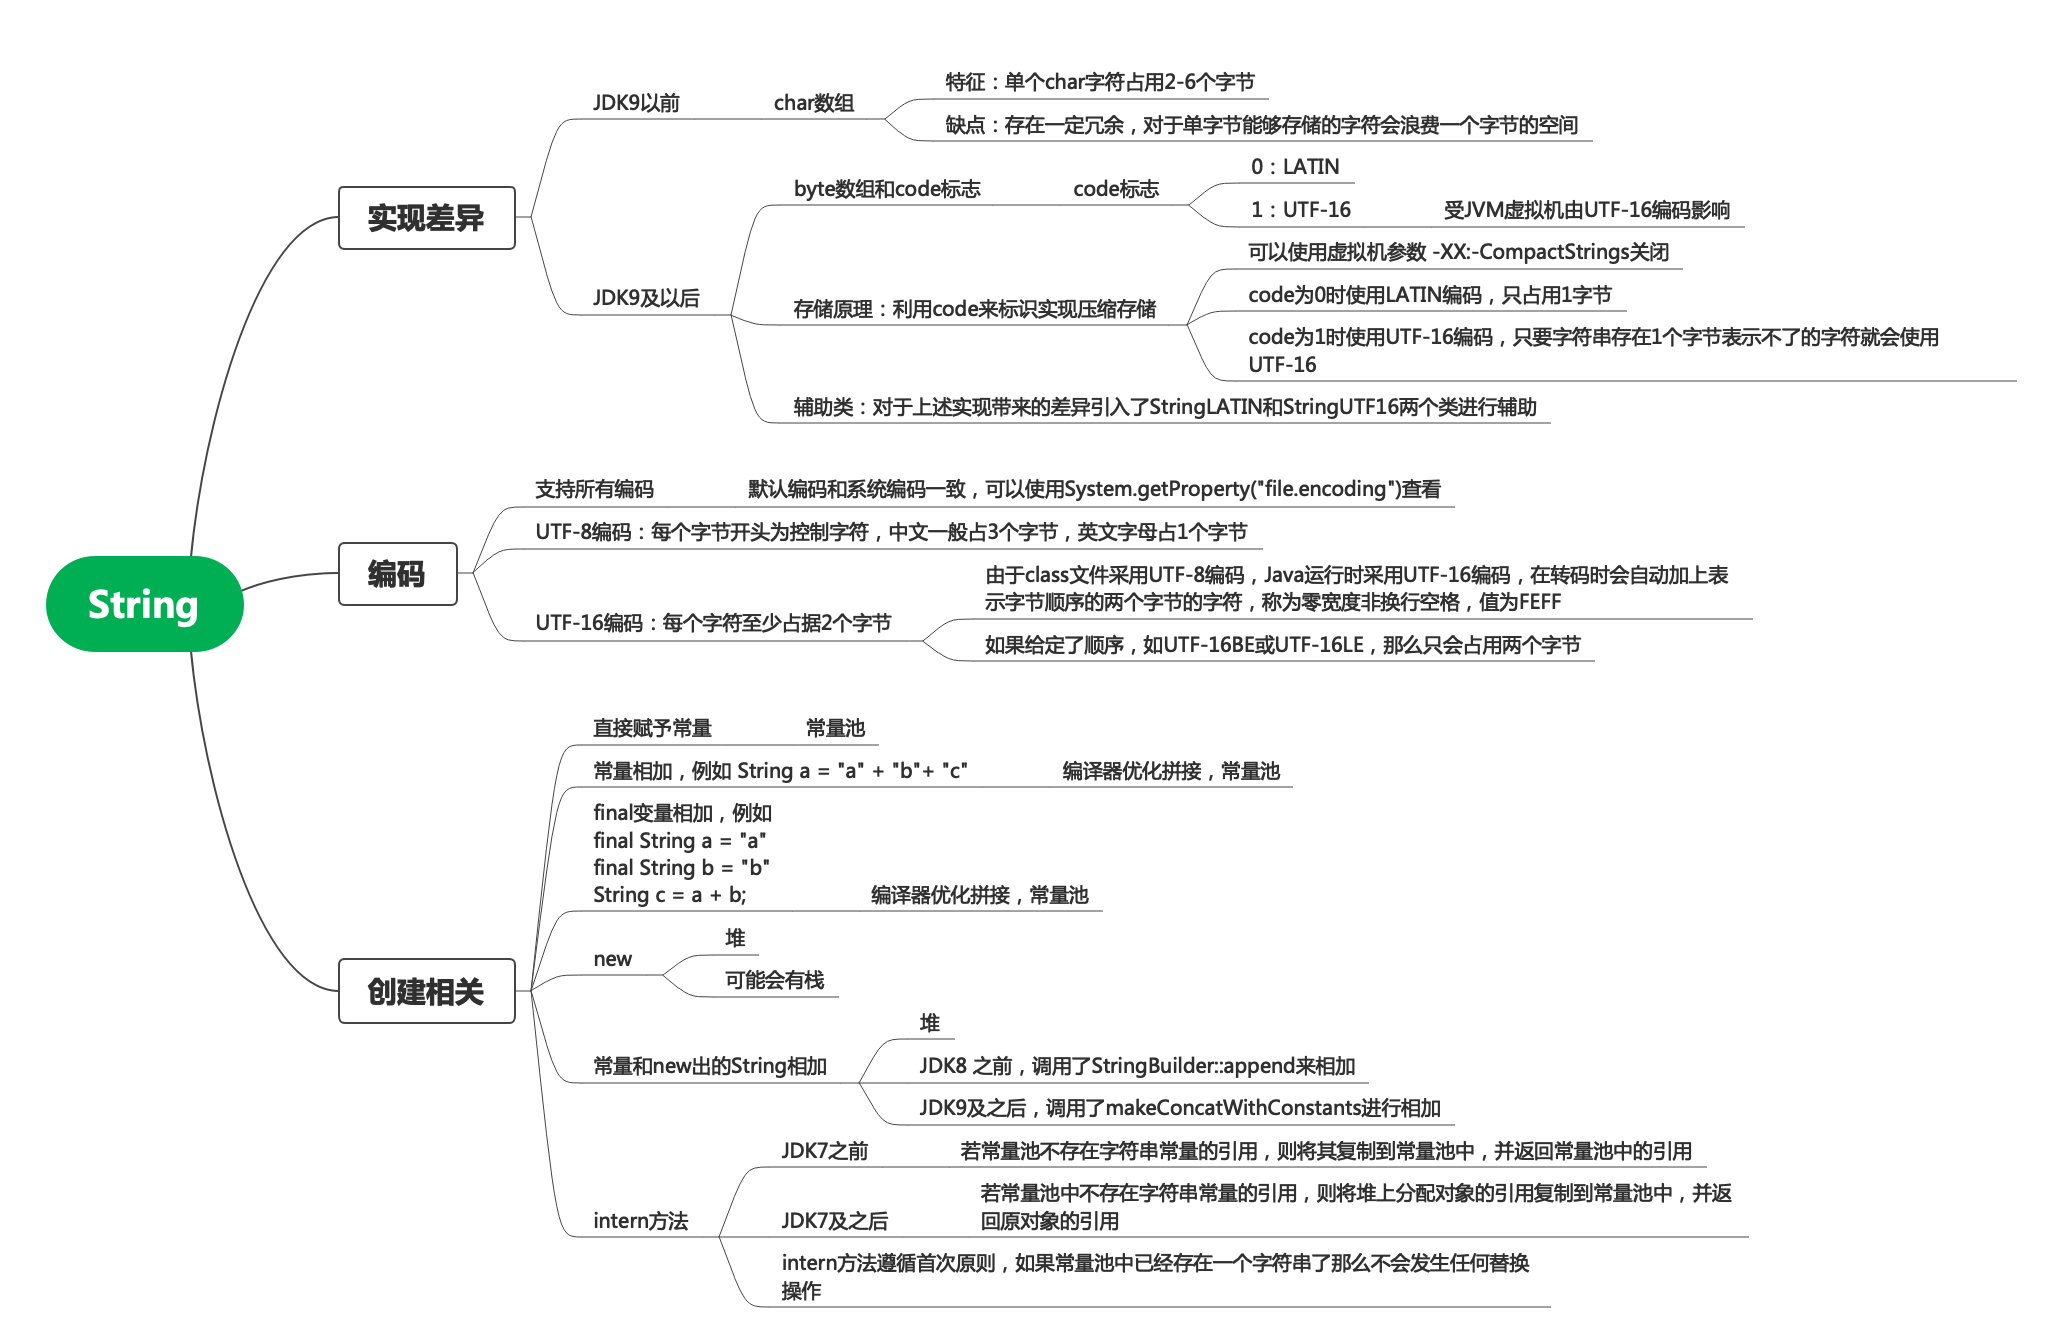 String
实现差异
JDK9以前
char数组
特征：单个char字符占用2-6个字节
缺点：存在一定冗余，对于单字节能够存储的字符会浪费一个字节的空间
JDK9及以后
byte数组和code标志
code标志
0：LATIN
1：UTF-16
受JVM虚拟机由UTF-16编码影响
存储原理：利用code来标识实现压缩存储
可以使用虚拟机参数 -XX:-CompactStrings关闭
code为0时使用LATIN编码，只占用1字节
code为1时使用UTF-16编码，只要字符串存在1个字节表示不了的字符就会使用
UTF-16
辅助类：对于上述实现带来的差异引入了StringLATIN和StringUTF16两个类进行辅助
编码
支持所有编码
默认编码和系统编码一致，可以使用System.getProperty("file.encoding")查看
UTF-8编码：每个字节开头为控制字符，中文一般占3个字节，英文字母占1个字节
UTF-16编码：每个字符至少占据2个字节
由于class文件采用UTF-8编码，Java运行时采用UTF-16编码，在转码时会自动加上表
示字节顺序的两个字节的字符，称为零宽度非换行空格，值为FEFF
如果给定了顺序，如UTF-16BE或UTF-16LE，那么只会占用两个字节
创建相关
直接赋予常量
常量池
常量相加，例如 String a = "a" + "b"+ "c"
编译器优化拼接，常量池
final变量相加，例如
final String a = "a"
final String b = "b"
String c = a + b;
编译器优化拼接，常量池
new
堆
可能会有栈
常量和new出的String相加
堆
JDK8 之前，调用了StringBuilder::append来相加
JDK9及之后，调用了makeConcatWithConstants进行相加
intern方法
JDK7之前
若常量池不存在字符串常量的引用，则将其复制到常量池中，并返回常量池中的引用
JDK7及之后
若常量池中不存在字符串常量的引用，则将堆上分配对象的引用复制到常量池中，并返
回原对象的引用
intern方法遵循首次原则，如果常量池中已经存在一个字符串了那么不会发生任何替换
操作